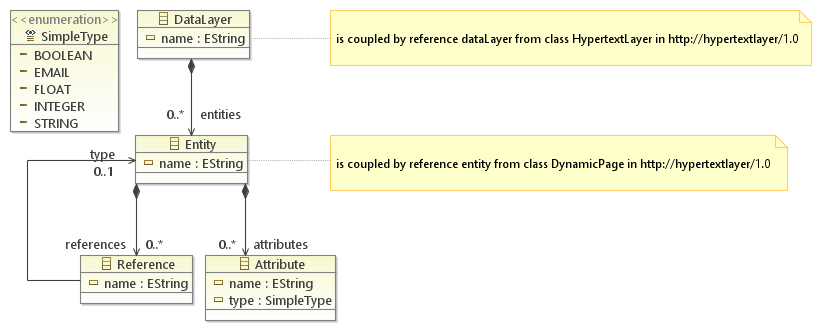 <<enumeration>>
SimpleType
BOOLEAN
EMAIL
FLOAT
INTEGER
STRING
DataLayer
name : EString
is coupled by reference dataLayer from class HypertextLayer in http://hypertextlayer/1.0
0..* entities
Entity
name : EString
is coupled by reference entity from class DynamicPage in http://hypertextlayer/1.0
type
0..1
references 0..*
0..* attributes
Reference
name : EString
Attribute
name : EString
type : SimpleType